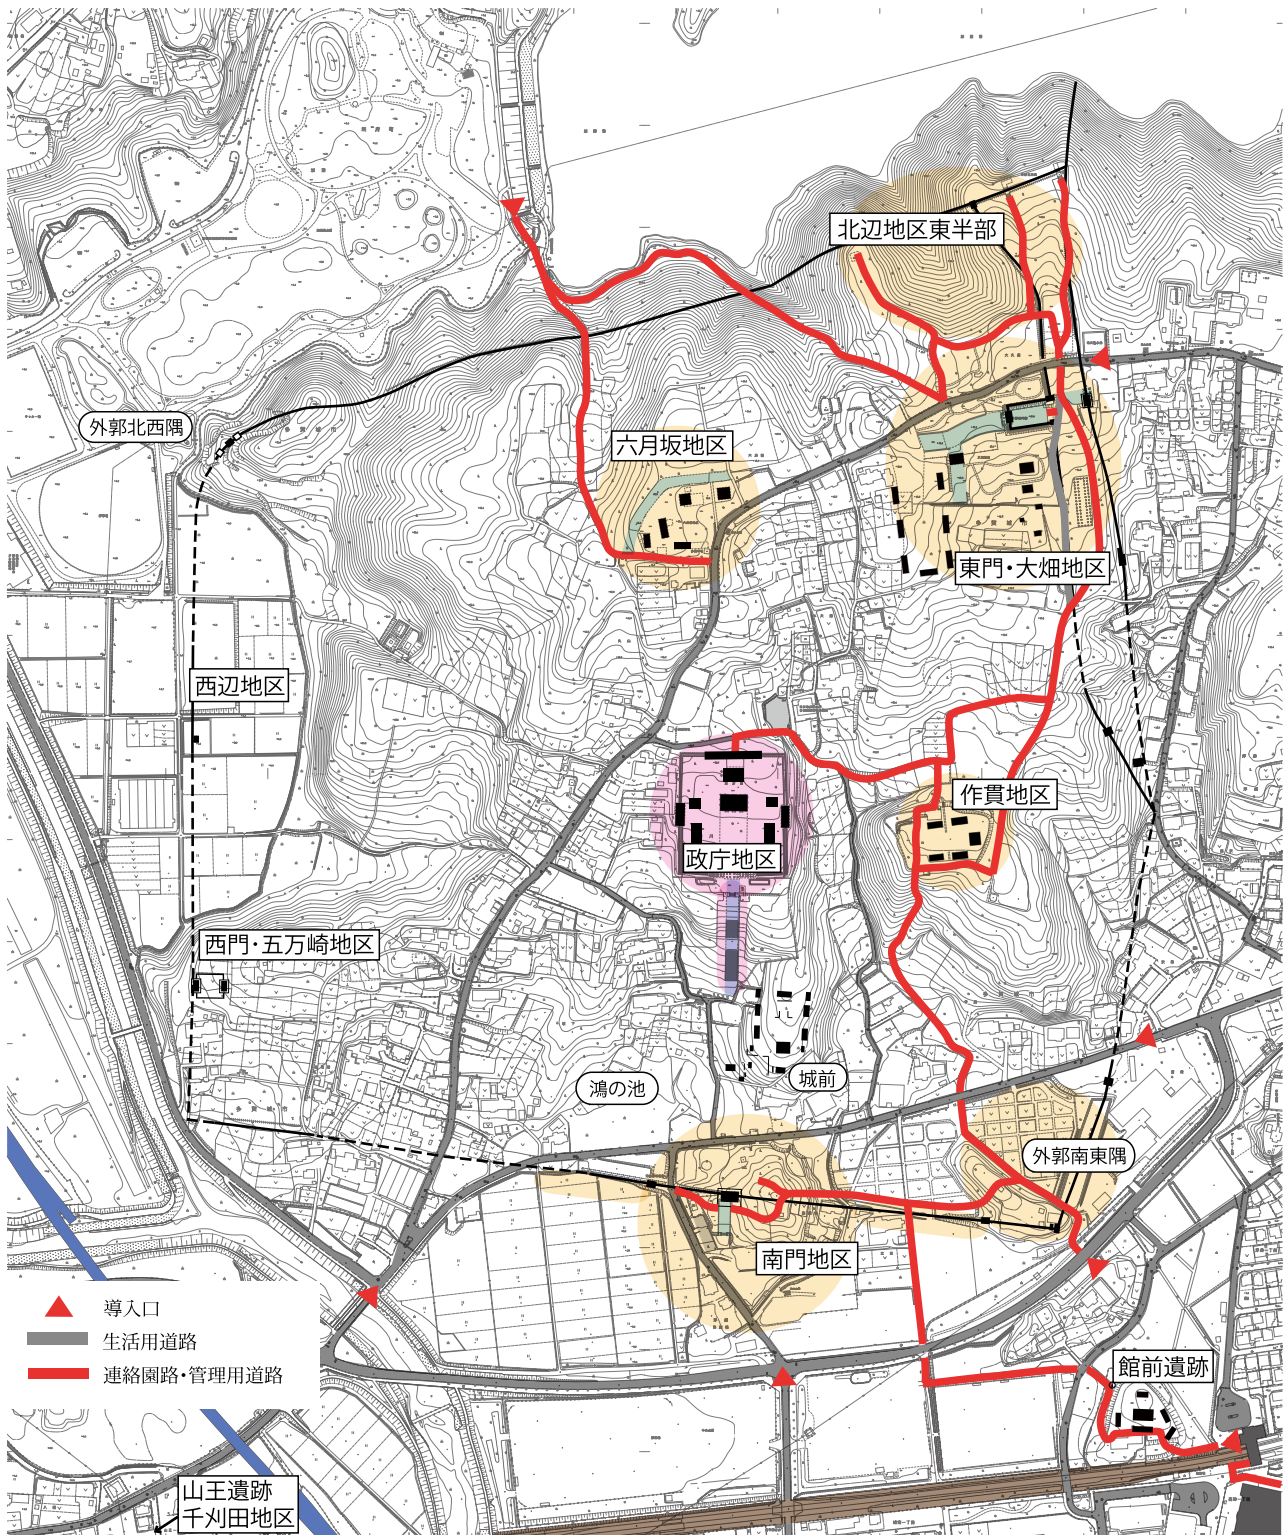 北辺地区東半部
外郭北西隅
六月坂地区
東門・大畑地区
西辺地区
作貫地区
政庁地区
西門・五万崎地区
鴻の池
城前
外郭南東隅
南門地区
導入口
生活用道路
連絡園路・管理用道路
館前遺跡
山王遺跡
千刈田地区